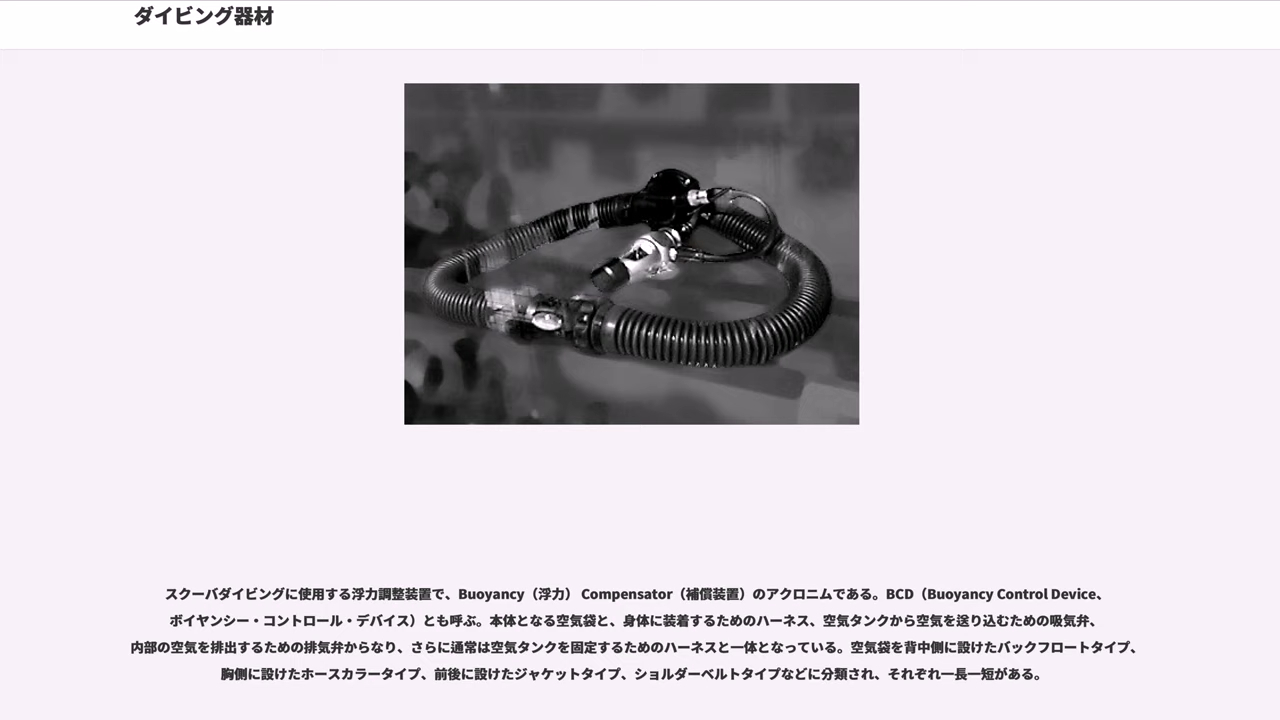 ダイビング器材
スクーバダイビングに使用する浮力調整装置で、Buoyancy（浮力） Compensator（補償装置）のアクロニムである。BCD（Buoyancy Control Device、
ボイヤンシー・コントロール・デバイス）とも呼ぶ。本体となる空気袋と、身体に装着するためのハーネス、空気タンクから空気を送り込むための吸気弁、
内部の空気を排出するための排気弁からなり、さらに通常は空気タンクを固定するためのハーネスと一体となっている。空気袋を背中側に設けたバックフロートタイプ、
胸側に設けたホースカラータイプ、前後に設けたジャケットタイプ、ショルダーベルトタイプなどに分類され、それぞれ一長一短がある。